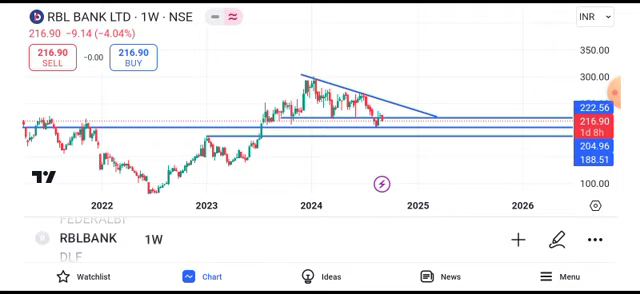 RBL BANK LTD · 1W · NSE
INR
216.90 −9.14 (−4.04%)
216.90
SELL
-0.00
216.90
BUY
350.00
300.00
222.56
216.90
1d 8h
204.96
188.51
100.00
2022
2023
2024
2025
2026
FEDERALBA
RBLBANK
1W
DLF
Watchlist
Chart
Ideas
News
Menu